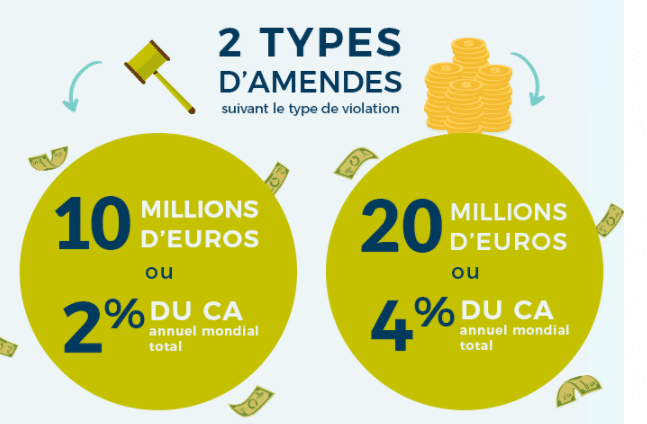 2 TYPES
D'AMENDES
suivant le type de violation
10 MILLIONS
D'EUROS
ou
2% DU CA
annuel mondial
total
20 MILLIONS
D'EUROS
ou
4% DU CA
annuel mondial
total